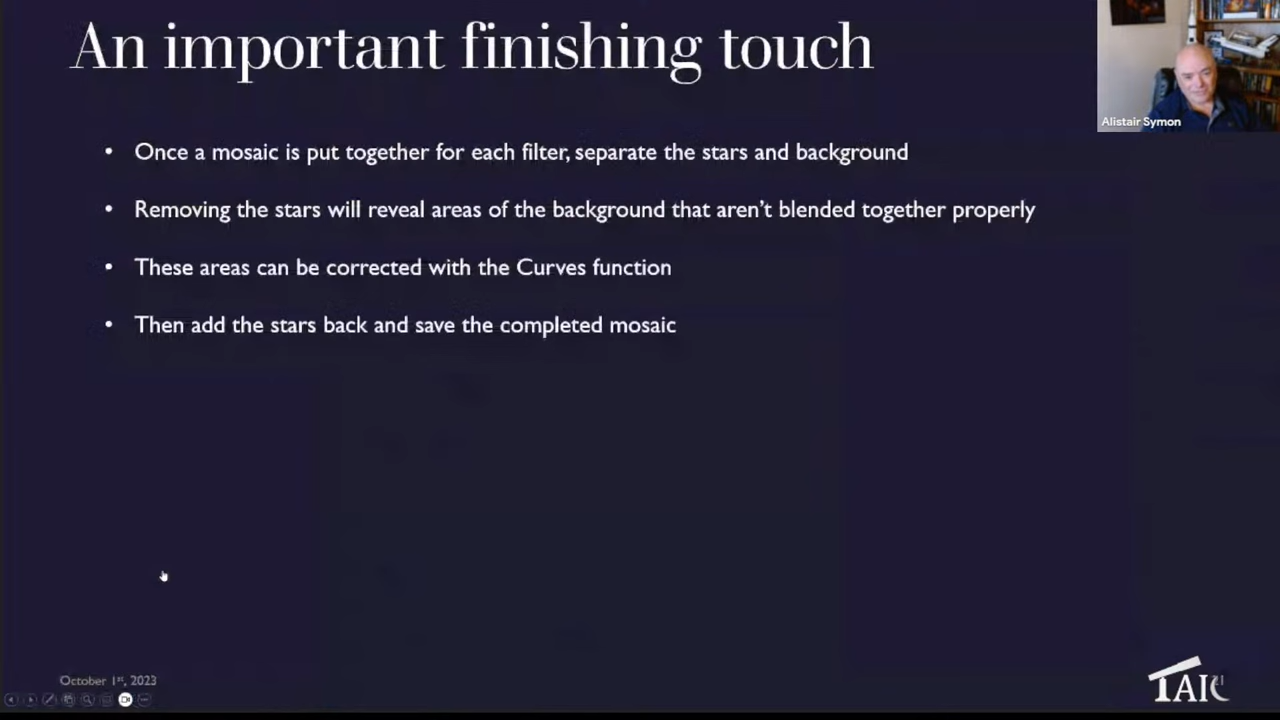 An important finishing touch
Alistair Symon
• Once a mosaic is put together for each filter, separate the stars and background
• Removing the stars will reveal areas of the background that aren't blended together properly
• These areas can be corrected with the Curves function
• Then add the stars back and save the completed mosaic
October 1st, 2023
TAIC